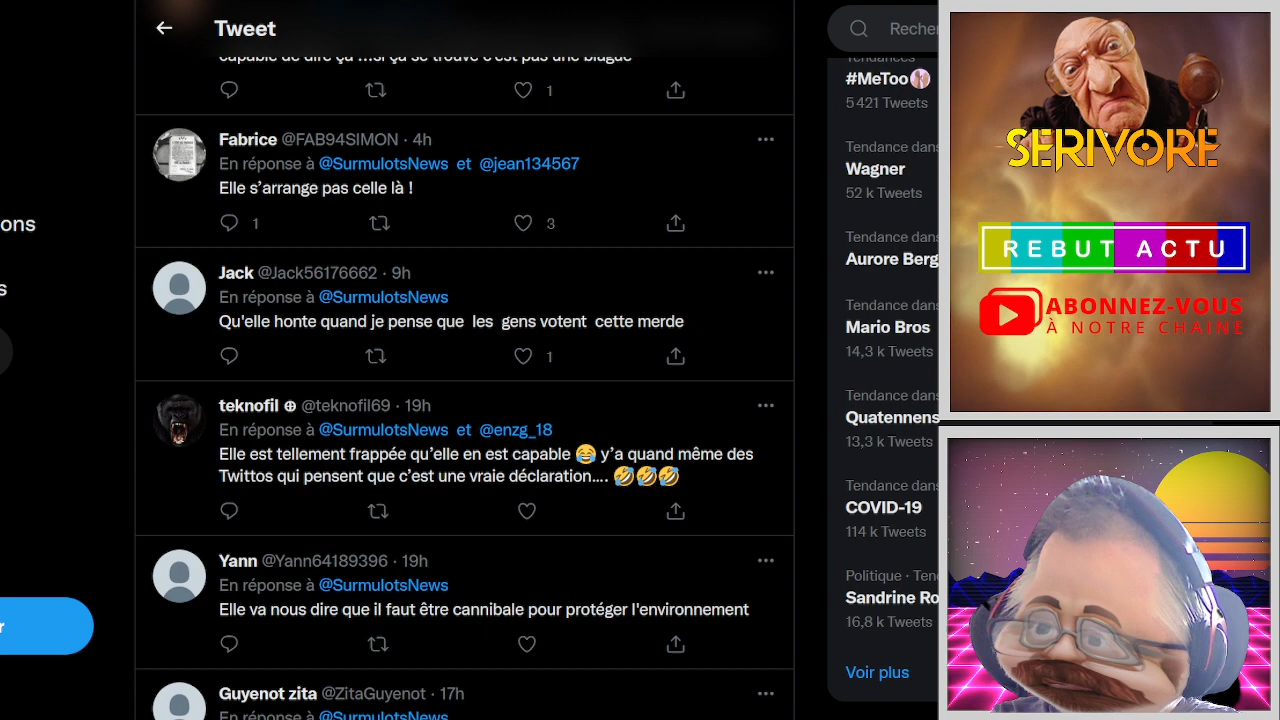 Tweet
Recher
capable de dire ça ...si ça se trouve c'est pas une blague
1
Fabrice @FAB94SIMON · 4h
En réponse à @SurmulotsNews et @jean134567
Elle s'arrange pas celle là !
1 3
Jack @Jack56176662 · 9h
En réponse à @SurmulotsNews
Qu'elle honte quand je pense que les gens votent cette merde
1
teknofil ⊕ @teknofil69 · 19h
En réponse à @SurmulotsNews et @enzg_18
Elle est tellement frappée qu'elle en est capable 😂 y'a quand même des
Twittos qui pensent que c'est une vraie déclaration.... 🤣🤣🤣
Yann @Yann64189396 · 19h
En réponse à @SurmulotsNews
Elle va nous dire que il faut être cannibale pour protéger l'environnement
Guyenot zita @ZitaGuyenot · 17h
En réponse à @SurmulotsNews
ons
s
r
Tendances
#MeToo
5 421 Tweets
Tendance dans
Wagner
52 k Tweets
Tendance dans
Aurore Berg
Tendance dans
Mario Bros
14,3 k Tweets
Tendance dans
Quatennens
13,3 k Tweets
Tendance dans
COVID-19
114 k Tweets
Politique · Ten
Sandrine Ro
16,8 k Tweets
Voir plus
SERIVORE
REBUT ACTU
ABONNEZ-VOUS
À NOTRE CHAINE